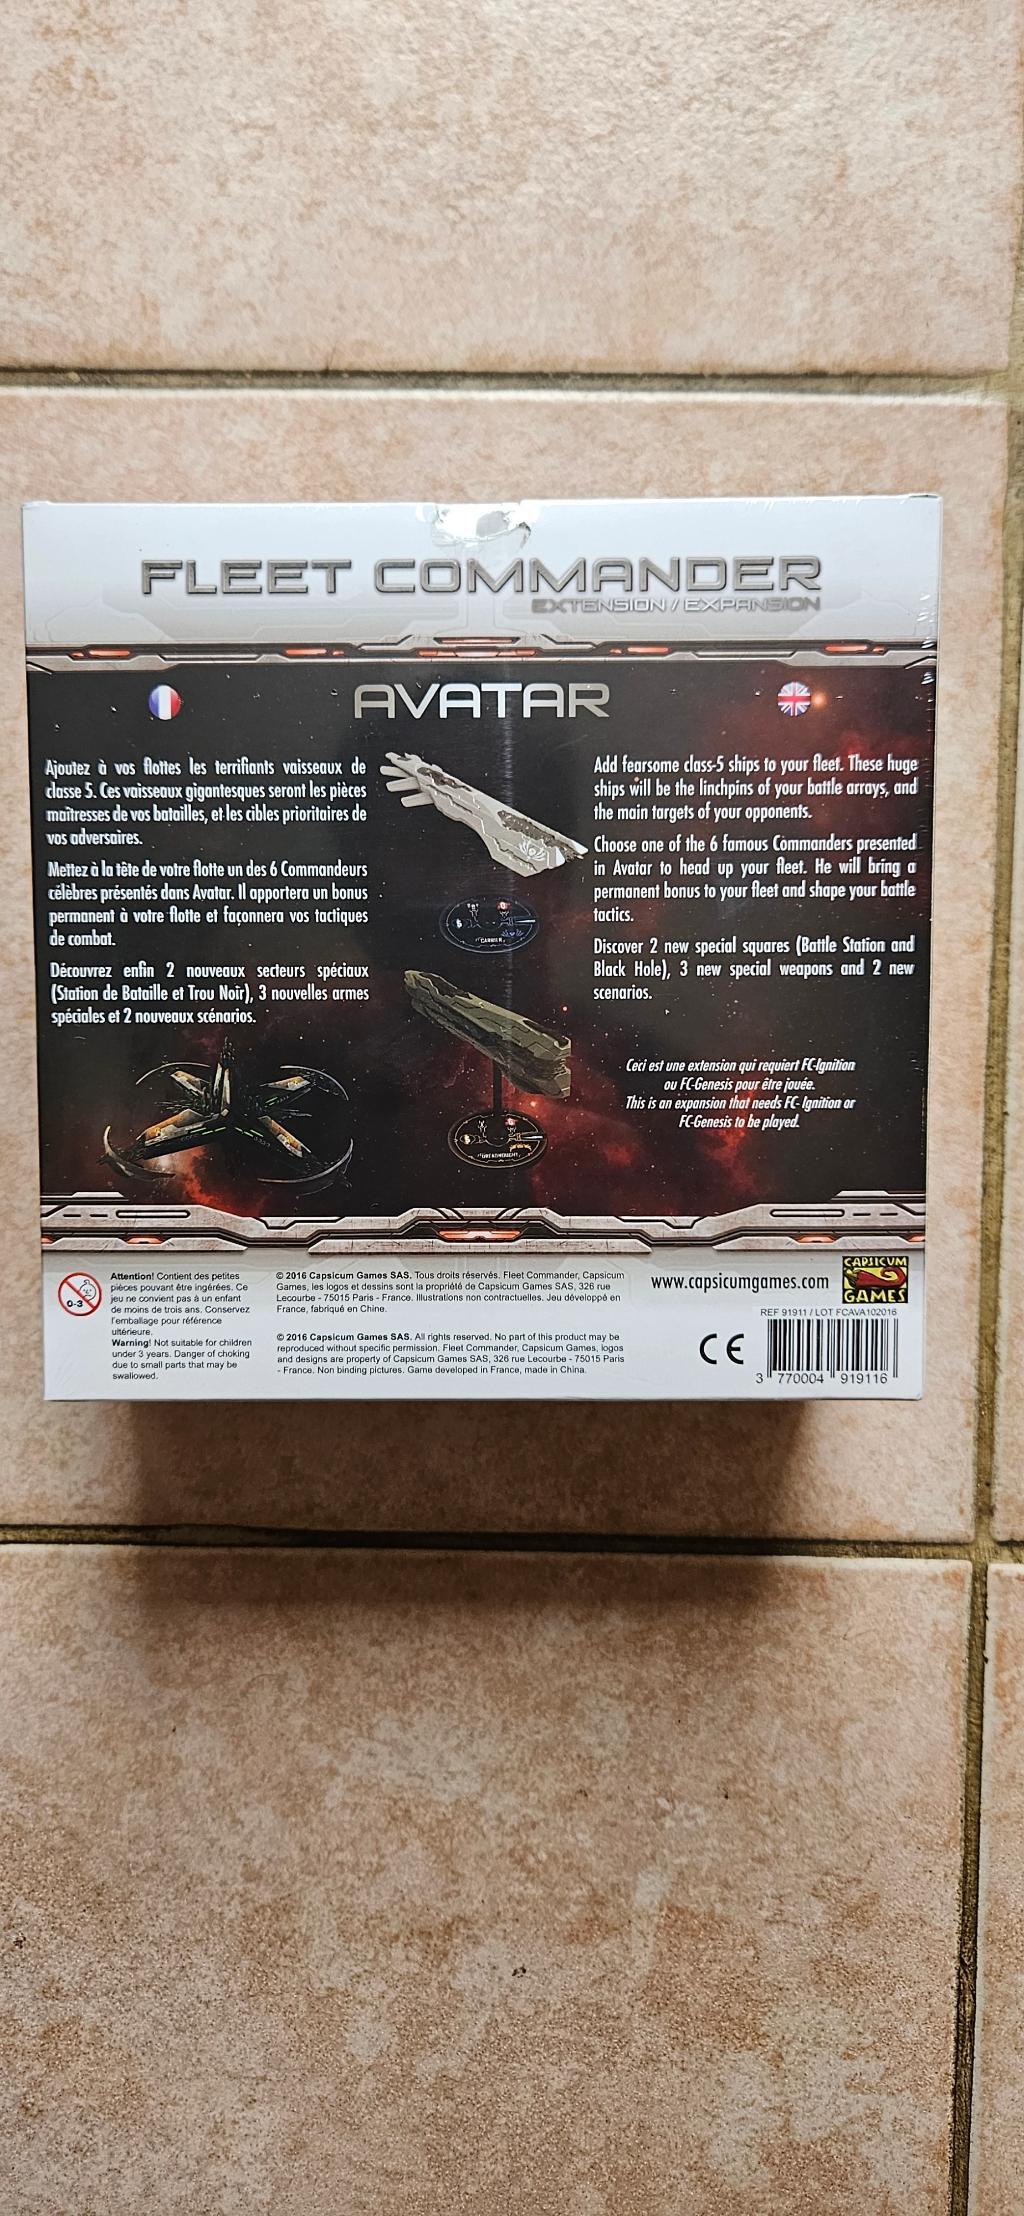 FLEET COMMANDER
EXTENSION / EXPANSION
AVATAR
Ajoutez à vos flottes les terrifiants vaisseaux de
classe 5. Ces vaisseaux gigantesques seront les pièces
maîtresses de vos batailles, et les cibles prioritaires de
vos adversaires.
Mettez à la tête de votre flotte un des 6 Commandeurs
célèbres présentés dans Avatar. Il apportera un bonus
permanent à votre flotte et façonnera vos tactiques
de combat.
Découvrez enfin 2 nouveaux secteurs spéciaux
(Station de Bataille et Trou Noir), 3 nouvelles armes
spéciales et 2 nouveaux scénarios.
CARRIER
Add fearsome class-5 ships to your fleet. These huge
ships will be the linchpins of your battle arrays, and
the main targets of your opponents.
Choose one of the 6 famous Commanders presented
in Avatar to head up your fleet. He will bring a
permanent bonus to your fleet and shape your battle
tactics.
Discover 2 new special squares (Battle Station and
Black Hole), 3 new special weapons and 2 new
scenarios.
Ceci est une extension qui requiert FC-Ignition
ou FC-Genesis pour être jouée.
This is an expansion that needs FC- Ignition or
FC-Genesis to be played.
0-3
Attention! Contient des petites
pièces pouvant être ingérées. Ce
jeu ne convient pas à un enfant
de moins de trois ans. Conservez
l'emballage pour référence
ultérieure.
Warning! Not suitable for children
under 3 years. Danger of choking
due to small parts that may be
swallowed.
© 2016 Capsicum Games SAS. Tous droits réservés. Fleet Commander, Capsicum
Games, les logos et dessins sont la propriété de Capsicum Games SAS, 326 rue
Lecourbe - 75015 Paris - France. Illustrations non contractuelles. Jeu développé en
France, fabriqué en Chine.
© 2016 Capsicum Games SAS. All rights reserved. No part of this product may be
reproduced without specific permission. Fleet Commander, Capsicum Games, logos
and designs are property of Capsicum Games SAS, 326 rue Lecourbe - 75015 Paris
- France. Non binding pictures. Game developed in France, made in China.
www.capsicumgames.com
CAPSICUM
GAMES
REF 91911 / LOT FCAVA102016
CE
3 770004 919116